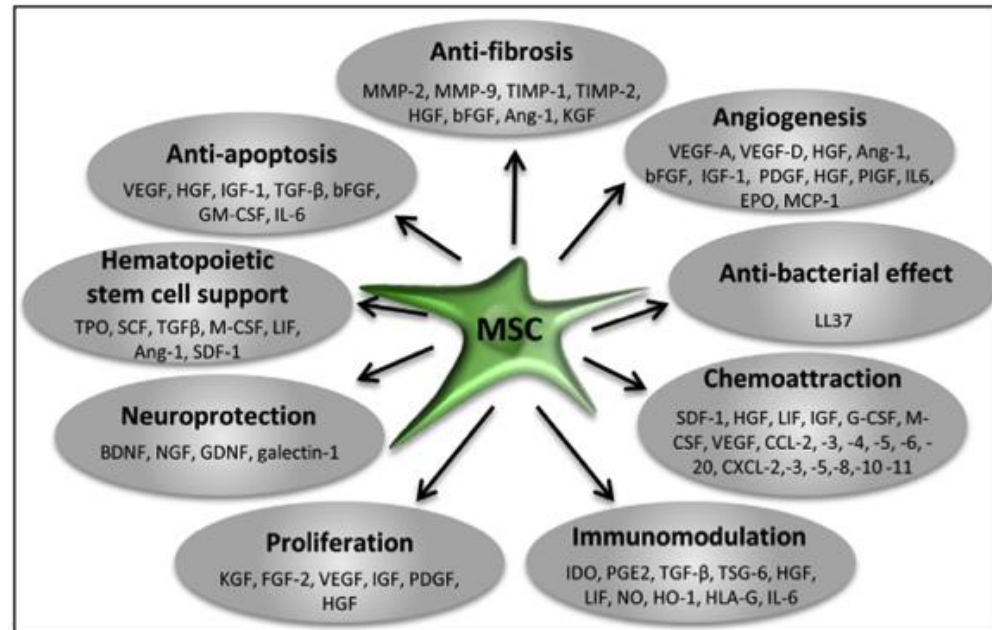 Anti-fibrosis
MMP-2, MMP-9, TIMP-1, TIMP-2,
HGF, bFGF, Ang-1, KGF
Angiogenesis
VEGF-A, VEGF-D, HGF, Ang-1,
bFGF, IGF-1, PDGF, HGF, PIGF, IL6,
EPO, MCP-1
Anti-apoptosis
VEGF, HGF, IGF-1, TGF-β, bFGF,
GM-CSF, IL-6
Anti-bacterial effect
LL37
Hematopoietic
stem cell support
TPO, SCF, TGFβ, M-CSF, LIF,
Ang-1, SDF-1
MSC
Chemoattraction
SDF-1, HGF, LIF, IGF, G-CSF, M-
CSF, VEGF, CCL-2, -3, -4, -5, -6, -
20, CXCL-2,-3, -5,-8,-10 -11
Neuroprotection
BDNF, NGF, GDNF, galectin-1
Proliferation
KGF, FGF-2, VEGF, IGF, PDGF,
HGF
Immunomodulation
IDO, PGE2, TGF-β, TSG-6, HGF,
LIF, NO, HO-1, HLA-G, IL-6